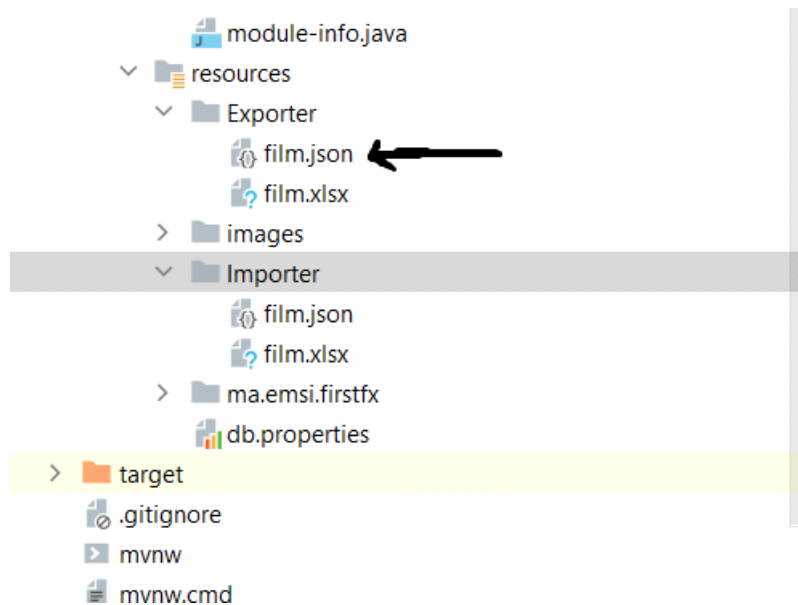 module-info.java
resources
Exporter
film.json
film.xlsx
images
Importer
film.json
film.xlsx
ma.emsi.firstfx
db.properties
target
.gitignore
mvnw
mvnw.cmd